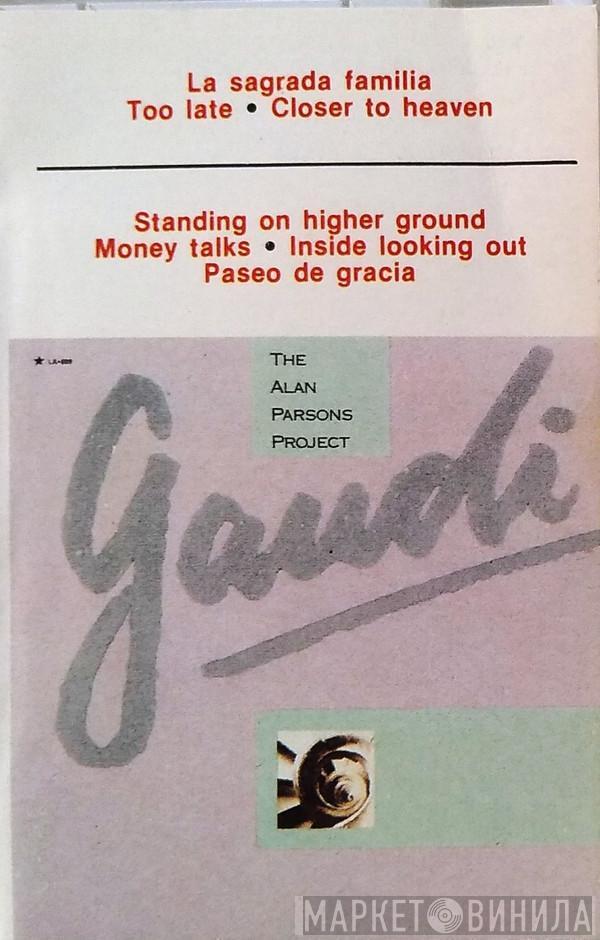 La sagrada familia
Too late • Closer to heaven
Standing on higher ground
Money talks • Inside looking out
Paseo de gracia
THE
ALAN
PARSONS
PROJECT
gaudi
МАРКЕТ ВИНИЛА